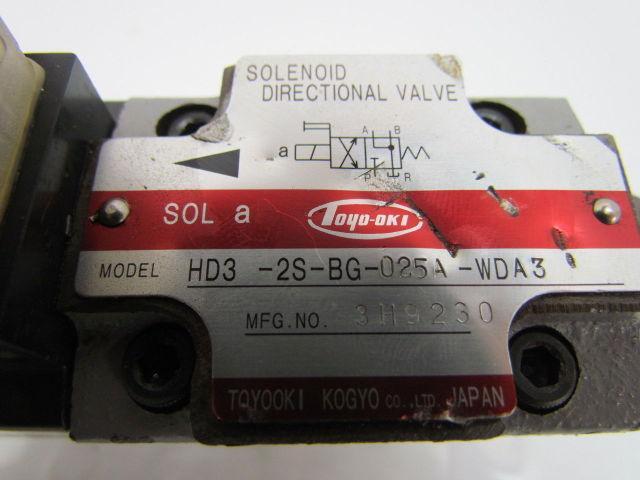 SOLENOID
DIRECTIONAL VALVE
A B
a
P R
SOL a TOYO-OKI
MODEL HD3 -2S-BG-025A -WDA3
MFG.NO. 3H9230
TOYOOKI KOGYO CO.,LTD. JAPAN